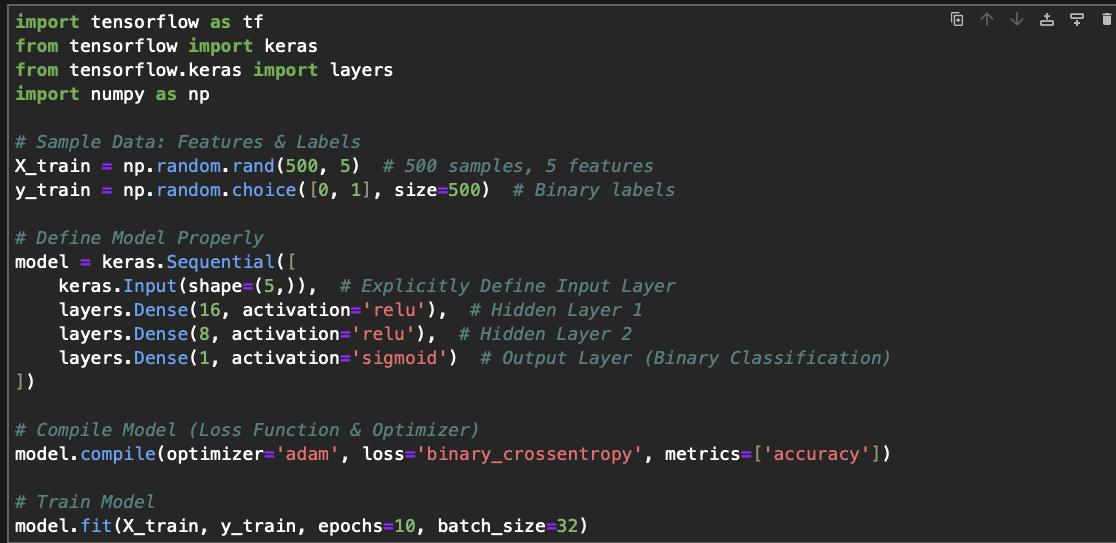 import tensorflow as tf
from tensorflow import keras
from tensorflow.keras import layers
import numpy as np

# Sample Data: Features & Labels
X_train = np.random.rand(500, 5)  # 500 samples, 5 features
y_train = np.random.choice([0, 1], size=500)  # Binary labels

# Define Model Properly
model = keras.Sequential([
    keras.Input(shape=(5,)),  # Explicitly Define Input Layer
    layers.Dense(16, activation='relu'),  # Hidden Layer 1
    layers.Dense(8, activation='relu'),  # Hidden Layer 2
    layers.Dense(1, activation='sigmoid')  # Output Layer (Binary Classification)
])

# Compile Model (Loss Function & Optimizer)
model.compile(optimizer='adam', loss='binary_crossentropy', metrics=['accuracy'])

# Train Model
model.fit(X_train, y_train, epochs=10, batch_size=32)